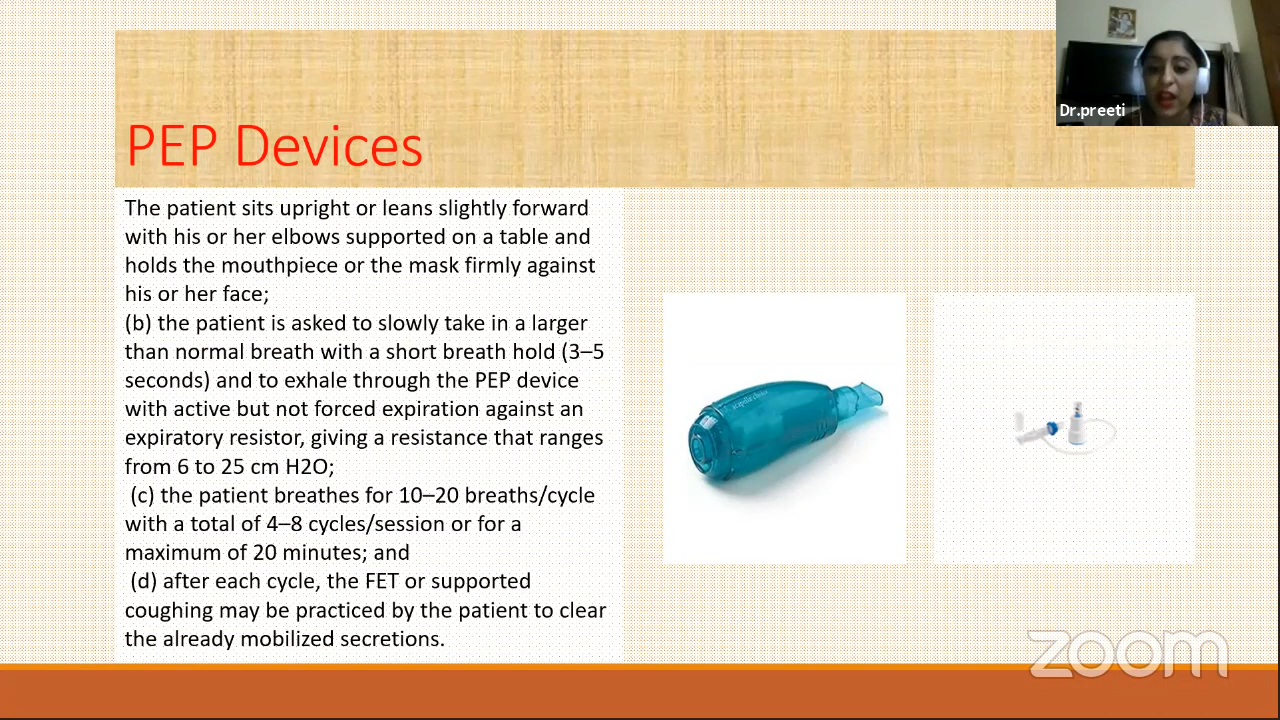 Dr.preeti
PEP Devices
The patient sits upright or leans slightly forward
with his or her elbows supported on a table and
holds the mouthpiece or the mask firmly against
his or her face;
(b) the patient is asked to slowly take in a larger
than normal breath with a short breath hold (3–5
seconds) and to exhale through the PEP device
with active but not forced expiration against an
expiratory resistor, giving a resistance that ranges
from 6 to 25 cm H2O;
(c) the patient breathes for 10–20 breaths/cycle
with a total of 4–8 cycles/session or for a
maximum of 20 minutes; and
(d) after each cycle, the FET or supported
coughing may be practiced by the patient to clear
the already mobilized secretions.
zoom